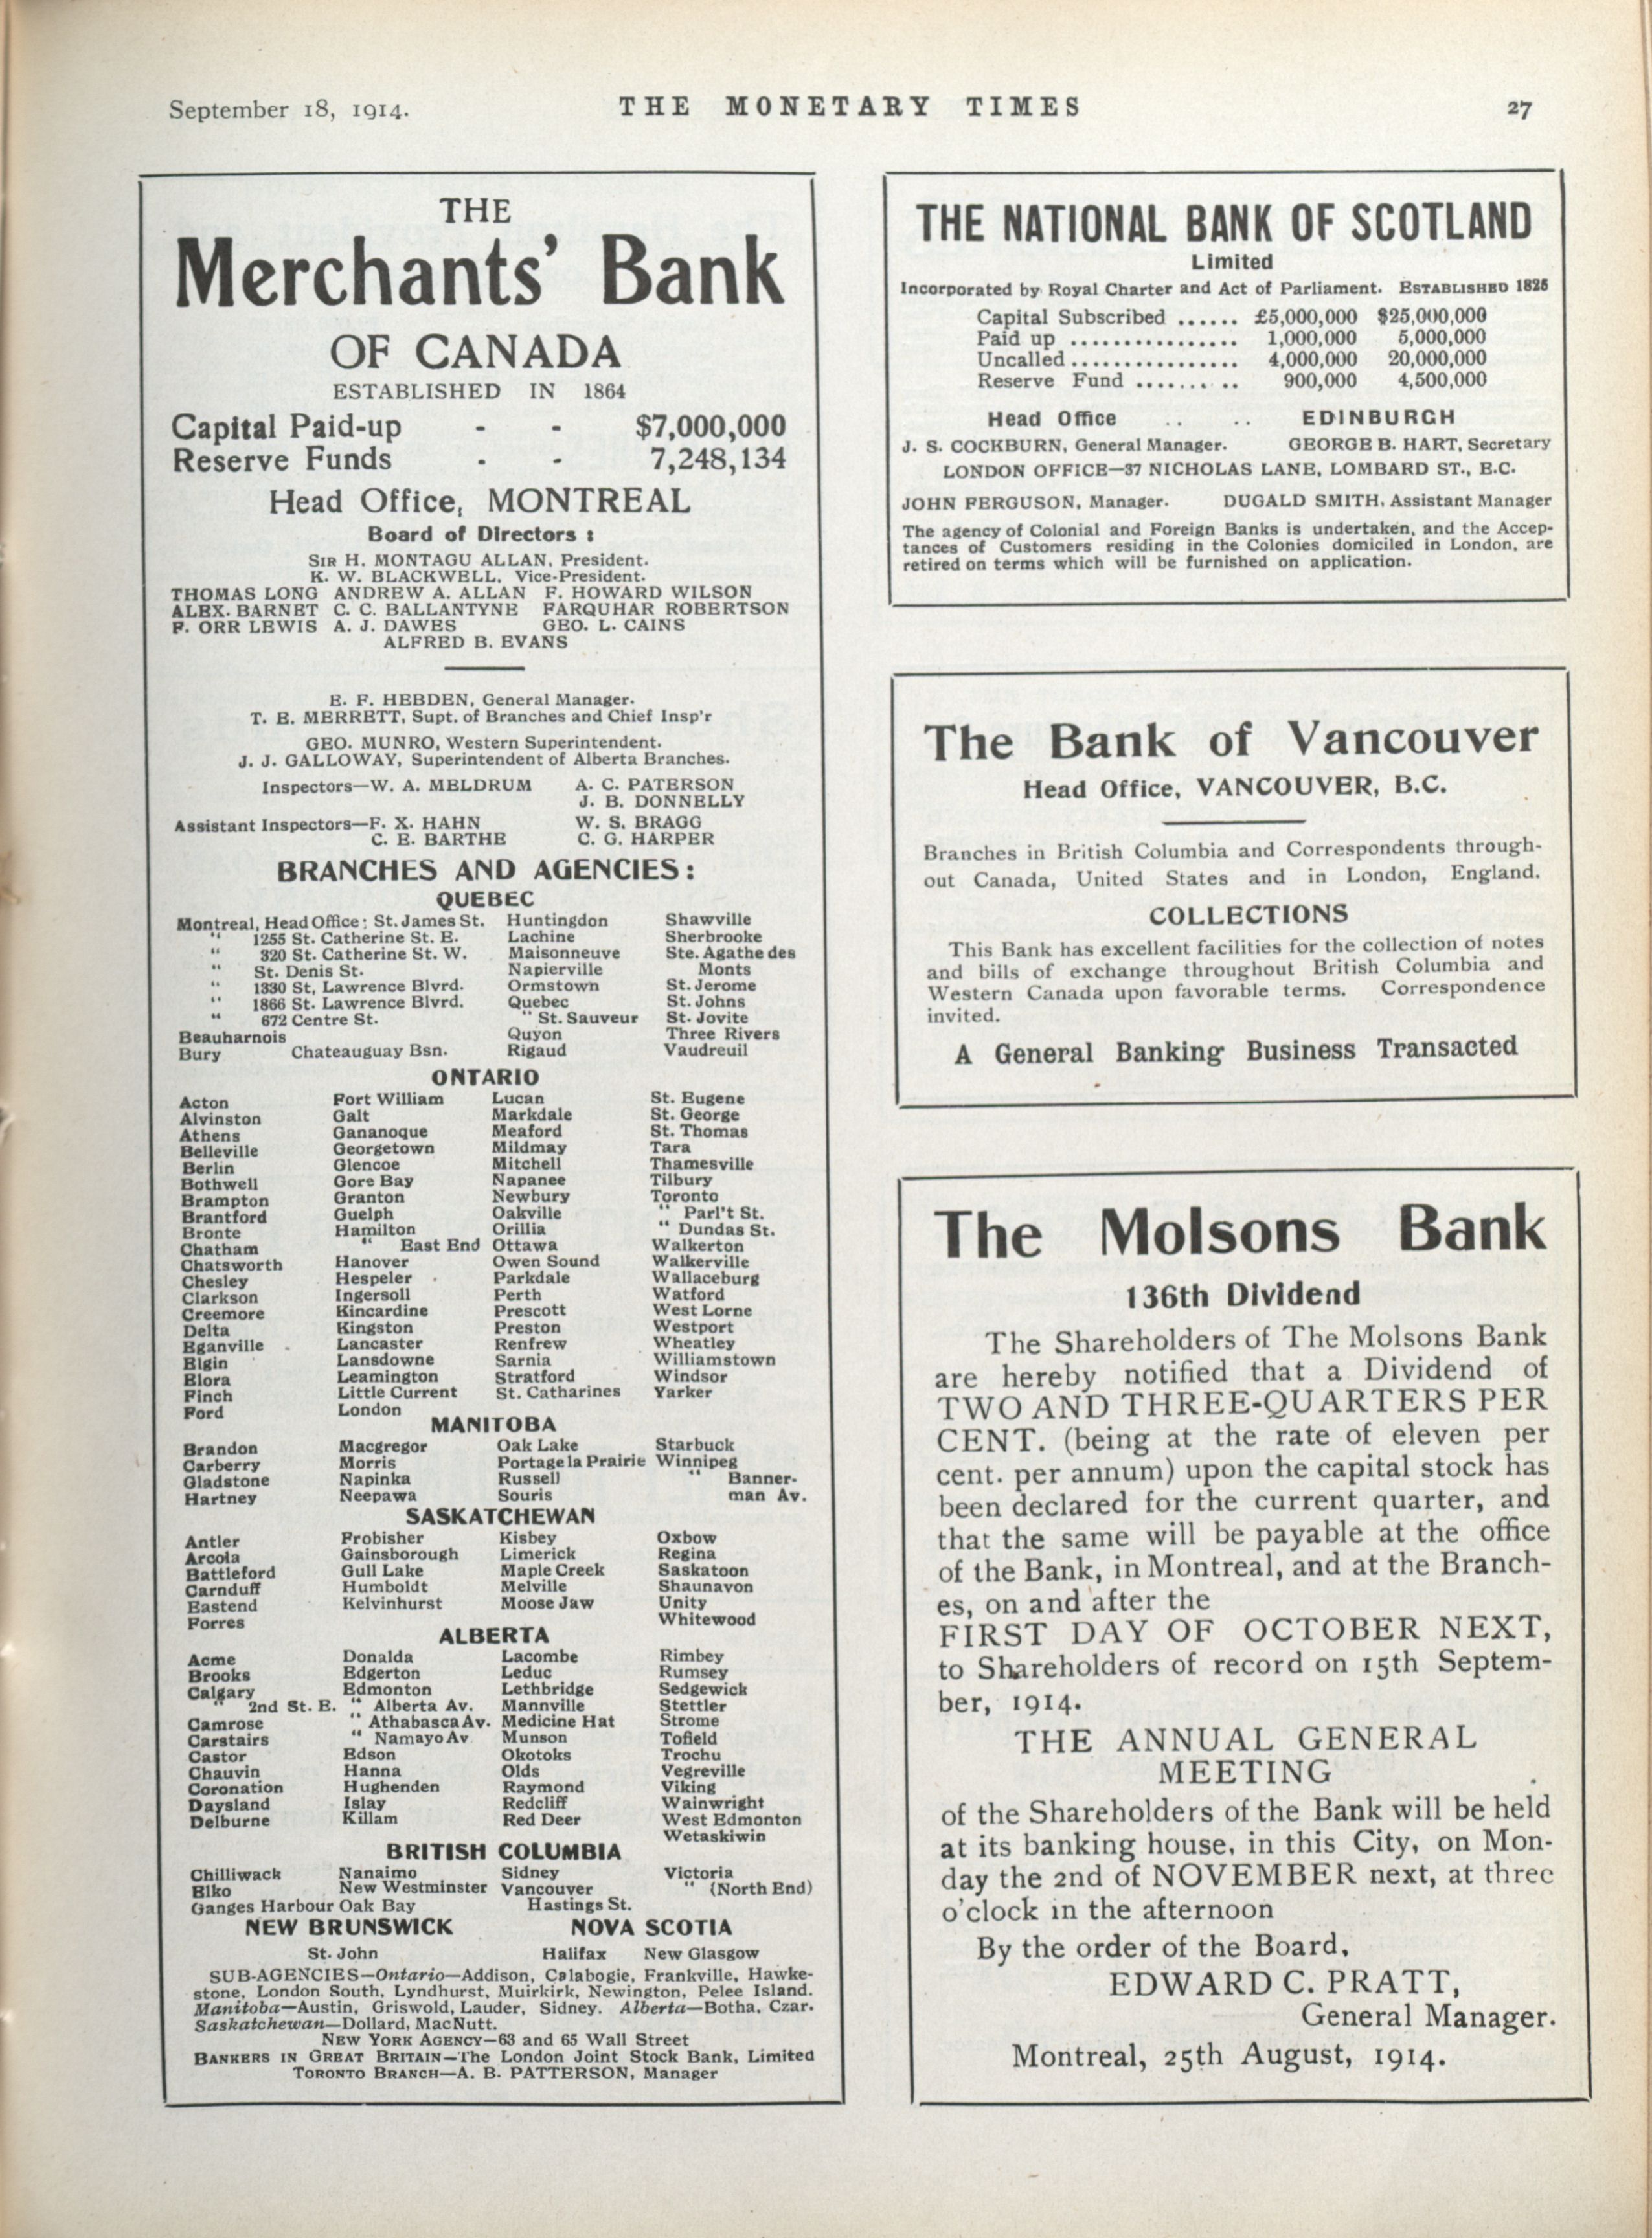 September 18, 1914.
THE MONETARY TIMES
27
THE
Merchants' Bank
OF CANADA
ESTABLISHED IN 1864
Capital Paid-up - - $7,000,000
Reserve Funds - - 7,248,134
Head Office, MONTREAL
Board of Directors :
SIR H. MONTAGU ALLAN, President.
K. W. BLACKWELL, Vice-President.
THOMAS LONG ANDREW A. ALLAN F. HOWARD WILSON
ALEX. BARNET C. C. BALLANTYNE FARQUHAR ROBERTSON
F. ORR LEWIS A. J. DAWES GEO. L. CAINS
ALFRED B. EVANS
E. F. HEBDEN, General Manager.
T. E. MERRETT, Supt. of Branches and Chief Insp'r
GEO. MUNRO, Western Superintendent.
J. J. GALLOWAY, Superintendent of Alberta Branches.
Inspectors—W. A. MELDRUM A. C. PATERSON
J. B. DONNELLY
Assistant Inspectors—F. X. HAHN W. S. BRAGG
C. E. BARTHE C. G. HARPER
BRANCHES AND AGENCIES :
QUEBEC
Montreal, Head Office: St. James St. Huntingdon Shawville
" 1255 St. Catherine St. E. Lachine Sherbrooke
" 320 St. Catherine St. W. Maisonneuve Ste. Agathe des
" St. Denis St. Napierville Monts
" 1330 St. Lawrence Blvrd. Ormstown St. Jerome
" 1866 St. Lawrence Blvrd. Quebec St. Johns
" 672 Centre St. " St. Sauveur St. Jovite
Beauharnois Quyon Three Rivers
Bury Chateauguay Bsn. Rigaud Vaudreuil
ONTARIO
Acton Fort William Lucan St. Eugene
Alvinston Galt Markdale St. George
Athens Gananoque Meaford St. Thomas
Belleville Georgetown Mildmay Tara
Berlin Glencoe Mitchell Thamesville
Bothwell Gore Bay Napanee Tilbury
Brampton Granton Newbury Toronto
Brantford Guelph Oakville " Parl't St.
Bronte Hamilton Orillia " Dundas St.
Chatham " East End Ottawa Walkerton
Chatsworth Hanover Owen Sound Walkerville
Chesley Hespeler Parkdale Wallaceburg
Clarkson Ingersoll Perth Watford
Creemore Kincardine Prescott West Lorne
Delta Kingston Preston Westport
Eganville Lancaster Renfrew Wheatley
Elgin Lansdowne Sarnia Williamstown
Elora Leamington Stratford Windsor
Finch Little Current St. Catharines Yarker
Ford London
MANITOBA
Brandon Macgregor Oak Lake Starbuck
Carberry Morris Portage la Prairie Winnipeg
Gladstone Napinka Russell " Banner-
Hartney Neepawa Souris man Av.
SASKATCHEWAN
Antler Frobisher Kisbey Oxbow
Arcola Gainsborough Limerick Regina
Battleford Gull Lake Maple Creek Saskatoon
Carnduff Humboldt Melville Shaunavon
Eastend Kelvinhurst Moose Jaw Unity
Forres Whitewood
ALBERTA
Acme Donalda Lacombe Rimbey
Brooks Edgerton Leduc Rumsey
Calgary Edmonton Lethbridge Sedgewick
" 2nd St. E. " Alberta Av. Mannville Stettler
Camrose " Athabasca Av. Medicine Hat Strome
Carstairs " Namayo Av Munson Tofield
Castor Edson Okotoks Trochu
Chauvin Hanna Olds Vegreville
Coronation Hughenden Raymond Viking
Daysland Islay Redcliff Wainwright
Delburne Killam Red Deer West Edmonton
Wetaskiwin
BRITISH COLUMBIA
Chilliwack Nanaimo Sidney Victoria
Elko New Westminster Vancouver " (North End)
Ganges Harbour Oak Bay Hastings St.
NEW BRUNSWICK NOVA SCOTIA
St. John Halifax New Glasgow
SUB-AGENCIES—Ontario—Addison, Calabogie, Frankville, Hawke-
stone, London South, Lyndhurst, Muirkirk, Newington, Pelee Island.
Manitoba—Austin, Griswold, Lauder, Sidney. Alberta—Botha, Czar.
Saskatchewan—Dollard, MacNutt.
NEW YORK AGENCY—63 and 65 Wall Street
BANKERS IN GREAT BRITAIN—The London Joint Stock Bank, Limited
TORONTO BRANCH—A. B. PATTERSON, Manager
THE NATIONAL BANK OF SCOTLAND
Limited
Incorporated by Royal Charter and Act of Parliament. ESTABLISHED 1825
Capital Subscribed ...... £5,000,000 $25,000,000
Paid up ................ 1,000,000 5,000,000
Uncalled ................ 4,000,000 20,000,000
Reserve Fund .......... 900,000 4,500,000
Head Office .. .. EDINBURGH
J. S. COCKBURN, General Manager. GEORGE B. HART, Secretary
LONDON OFFICE—37 NICHOLAS LANE, LOMBARD ST., E.C.
JOHN FERGUSON, Manager. DUGALD SMITH, Assistant Manager
The agency of Colonial and Foreign Banks is undertaken, and the Accep-
tances of Customers residing in the Colonies domiciled in London, are
retired on terms which will be furnished on application.
The Bank of Vancouver
Head Office, VANCOUVER, B.C.
Branches in British Columbia and Correspondents through-
out Canada, United States and in London, England.
COLLECTIONS
This Bank has excellent facilities for the collection of notes
and bills of exchange throughout British Columbia and
Western Canada upon favorable terms. Correspondence
invited.
A General Banking Business Transacted
The Molsons Bank
136th Dividend
The Shareholders of The Molsons Bank
are hereby notified that a Dividend of
TWO AND THREE-QUARTERS PER
CENT. (being at the rate of eleven per
cent. per annum) upon the capital stock has
been declared for the current quarter, and
that the same will be payable at the office
of the Bank, in Montreal, and at the Branch-
es, on and after the
FIRST DAY OF OCTOBER NEXT,
to Shareholders of record on 15th Septem-
ber, 1914.
THE ANNUAL GENERAL
MEETING
of the Shareholders of the Bank will be held
at its banking house, in this City, on Mon-
day the 2nd of NOVEMBER next, at three
o'clock in the afternoon
By the order of the Board,
EDWARD C. PRATT,
General Manager.
Montreal, 25th August, 1914.